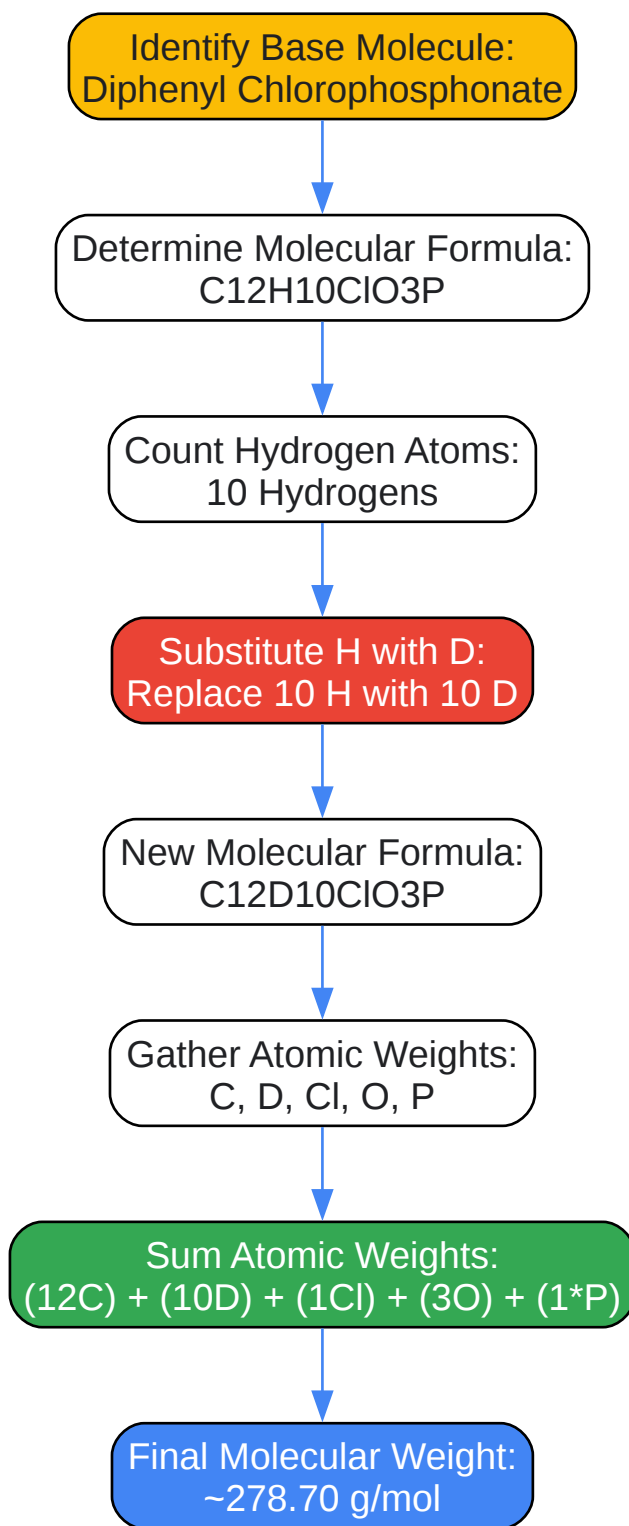 Identify Base Molecule:
Diphenyl Chlorophosphonate
Determine Molecular Formula:
C12H10ClO3P
Count Hydrogen Atoms:
10 Hydrogens
Substitute H with D:
Replace 10 H with 10 D
New Molecular Formula:
C12D10ClO3P
Gather Atomic Weights:
C, D, Cl, O, P
Sum Atomic Weights:
(12C) + (10D) + (1Cl) + (3O) + (1*P)
Final Molecular Weight:
~278.70 g/mol